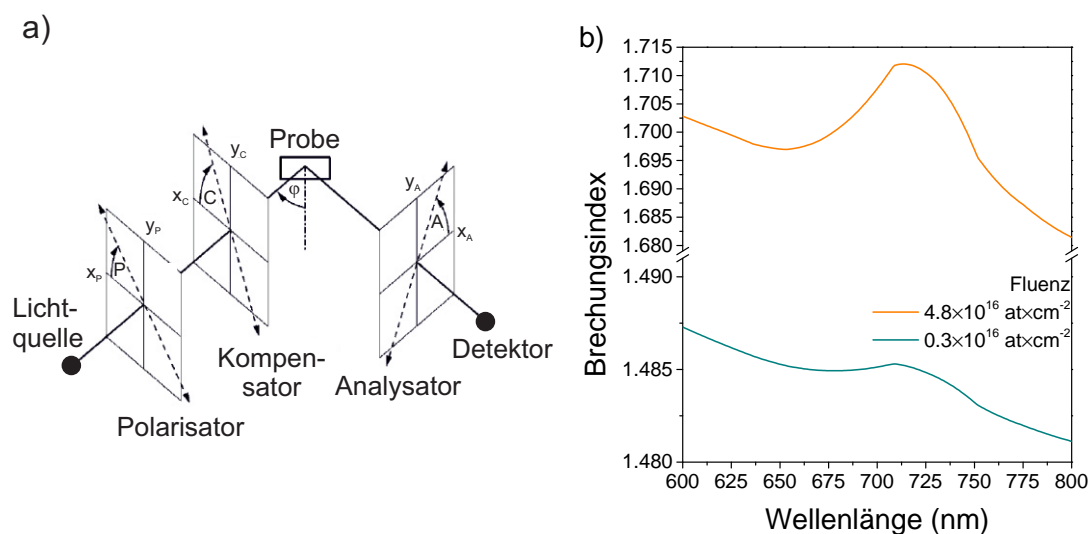 a)
Probe
y_C
x_C
C
φ
y_A
A
x_A
y_P
x_P
P
Licht-
quelle
Kompen-
sator
Analysator
Detektor
Polarisator
b)
1.715
1.710
1.705
1.700
1.695
1.690
1.685
1.680
1.490
1.485
1.480
Brechungsindex
Fluenz
4.8×10^16 at×cm^-2
0.3×10^16 at×cm^-2
600 625 650 675 700 725 750 775 800
Wellenlänge (nm)